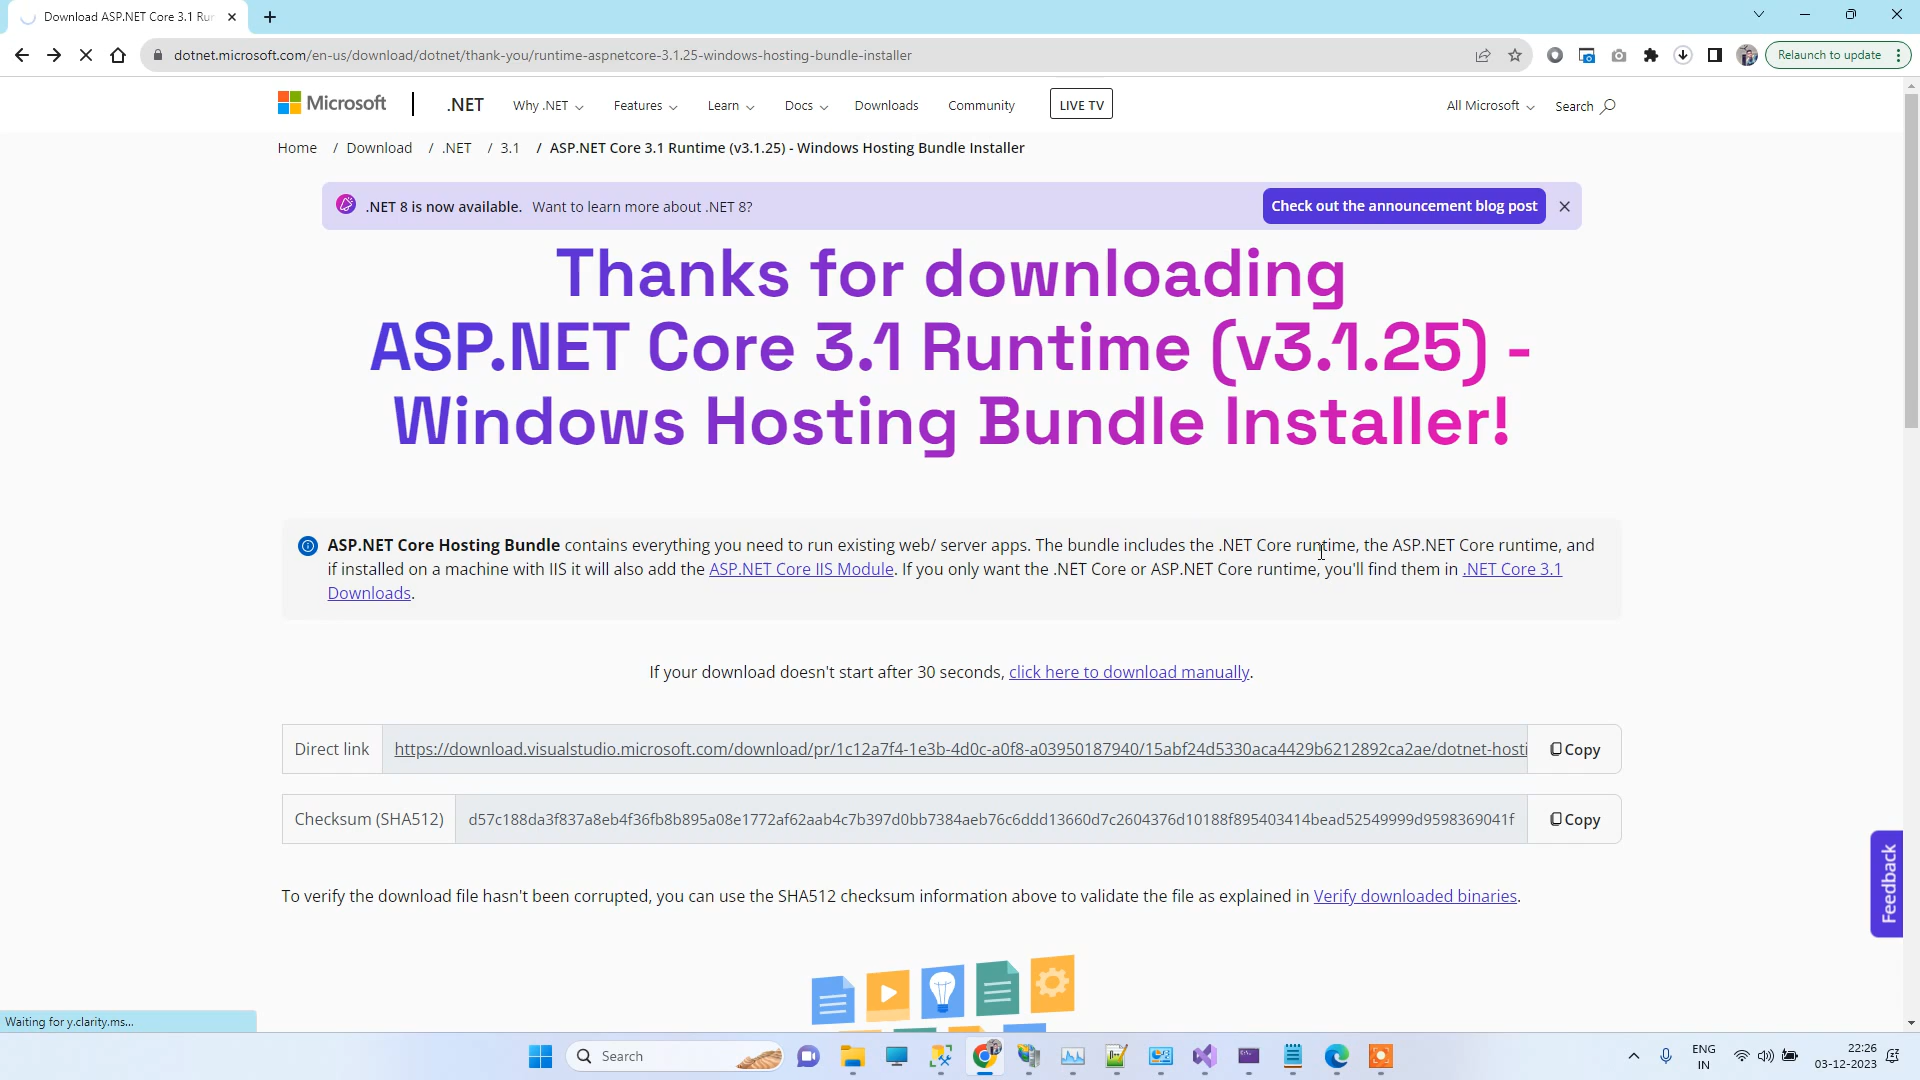 Download ASP.NET Core 3.1 Rur
dotnet.microsoft.com/en-us/download/dotnet/thank-you/runtime-aspnetcore-3.1.25-windows-hosting-bundle-installer
Relaunch to update
Microsoft
.NET
Why .NET
Features
Learn
Docs
Downloads
Community
LIVE TV
All Microsoft
Search
Home / Download / .NET / 3.1 / ASP.NET Core 3.1 Runtime (v3.1.25) - Windows Hosting Bundle Installer
.NET 8 is now available. Want to learn more about .NET 8?
Check out the announcement blog post
Thanks for downloading
ASP.NET Core 3.1 Runtime (v3.1.25) -
Windows Hosting Bundle Installer!
ASP.NET Core Hosting Bundle contains everything you need to run existing web/ server apps. The bundle includes the .NET Core runtime, the ASP.NET Core runtime, and
if installed on a machine with IIS it will also add the ASP.NET Core IIS Module. If you only want the .NET Core or ASP.NET Core runtime, you'll find them in .NET Core 3.1
Downloads.
If your download doesn't start after 30 seconds, click here to download manually.
Direct link
https://download.visualstudio.microsoft.com/download/pr/1c12a7f4-1e3b-4d0c-a0f8-a03950187940/15abf24d5330aca4429b6212892ca2ae/dotnet-hosti
Copy
Checksum (SHA512)
d57c188da3f837a8eb4f36fb8b895a08e1772af62aab4c7b397d0bb7384aeb76c6ddd13660d7c2604376d10188f895403414bead52549999d9598369041f
Copy
To verify the download file hasn't been corrupted, you can use the SHA512 checksum information above to validate the file as explained in Verify downloaded binaries.
Feedback
Waiting for y.clarity.ms...
Search
ENG
IN
22:26
03-12-2023